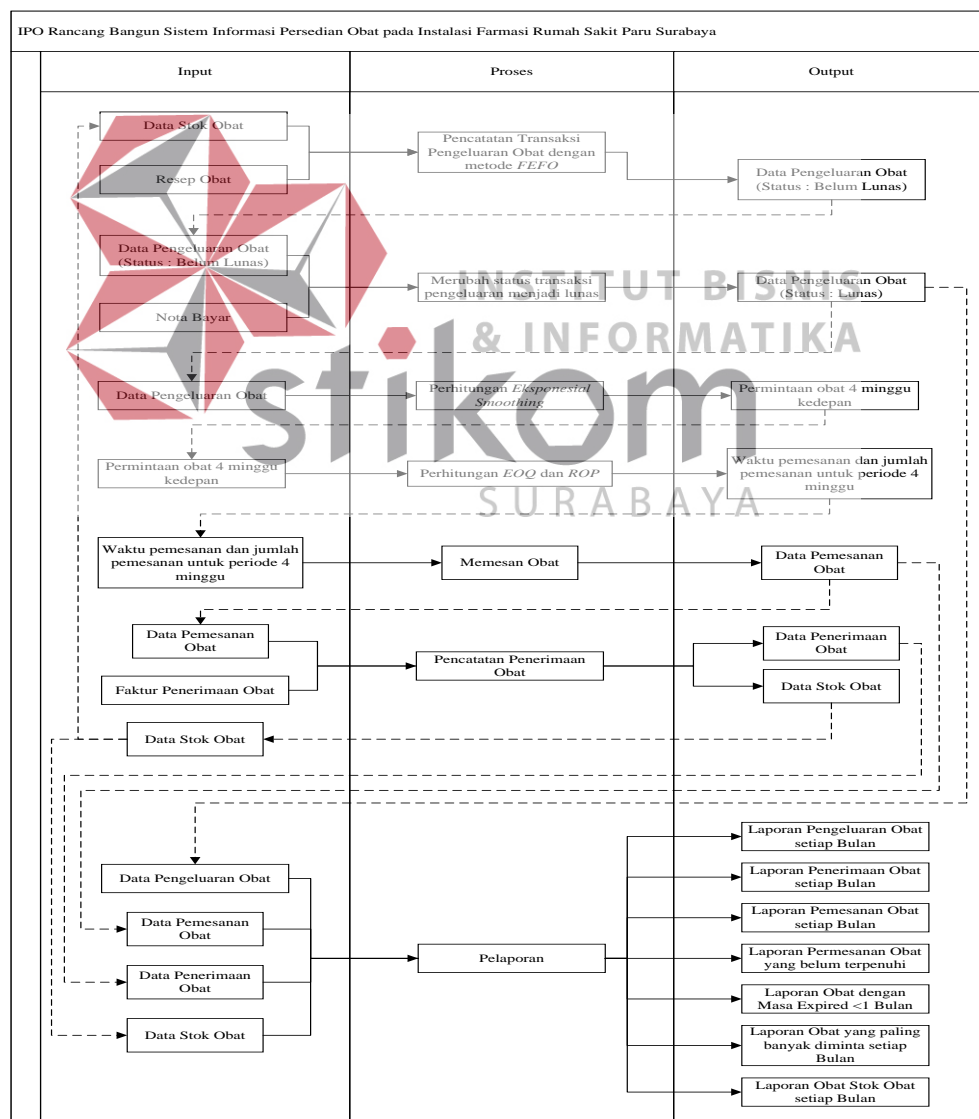 IPO Rancang Bangun Sistem Informasi Persedian Obat pada Instalasi Farmasi Rumah Sakit Paru Surabaya
Input
Proses
Output
Data Stok Obat
Resep Obat
Pencatatan Transaksi
Pengeluaran Obat dengan
metode FEFO
Data Pengeluaran Obat
(Status : Belum Lunas)
Data Pengeluran Obat
(Status : Belum Lunas)
Nota Bayar
Merubah status transaksi
pengeluaran menjadi lunas
Data Pengeluaran Obat
(Status : Lunas)
INSTITUT BISNIS
& INFORMATIKA
stikom
SURABAYA
Data Pengeluran Obat
Perhitungan Eksponesial
Smoothing
Permintaan obat 4 minggu
kedepan
Permintaan obat 4 minggu
kedepan
Perhitungan EOQ dan ROP
Waktu pemesanan dan jumlah
pemesanan untuk periode 4
minggu
Waktu pemesanan dan jumlah
pemesanan untuk periode 4
minggu
Memesan Obat
Data Pemesanan
Obat
Data Pemesanan
Obat
Faktur Penerimaan Obat
Pencatatan Penerimaan
Obat
Data Penerimaan
Obat
Data Stok Obat
Data Stok Obat
Data Pengeluran Obat
Data Pemesanan
Obat
Data Penerimaan
Obat
Data Stok Obat
Pelaporan
Laporan Pengeluran Obat
setiap Bulan
Laporan Penerimaan Obat
setiap Bulan
Laporan Pemesanan Obat
setiap Bulan
Laporan Permesanan Obat
yang belum terpenuhi
Laporan Obat dengan
Masa Expired <1 Bulan
Laporan Obat yang paling
banyak diminta setiap
Bulan
Laporan Obat Stok Obat
setiap Bulan